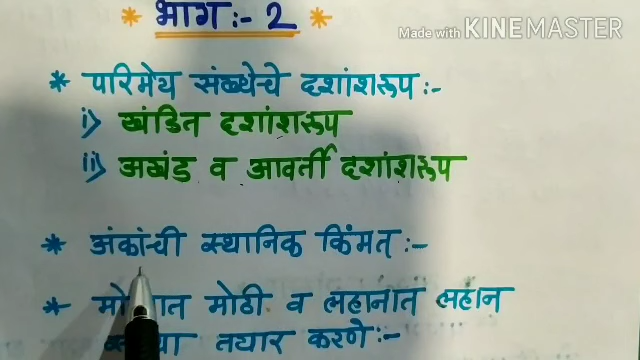 * भाग:- 2 *
Made with KINEMASTER
* परिमेय संख्येचे दशांशरूप:-
i) खंडित दशांशरूप
ii) अखंड व आवर्ती दशांशरूप
* अंकांची स्थानिक किंमत:-
* मोठी व लहानात लहान
तयार करणे:-